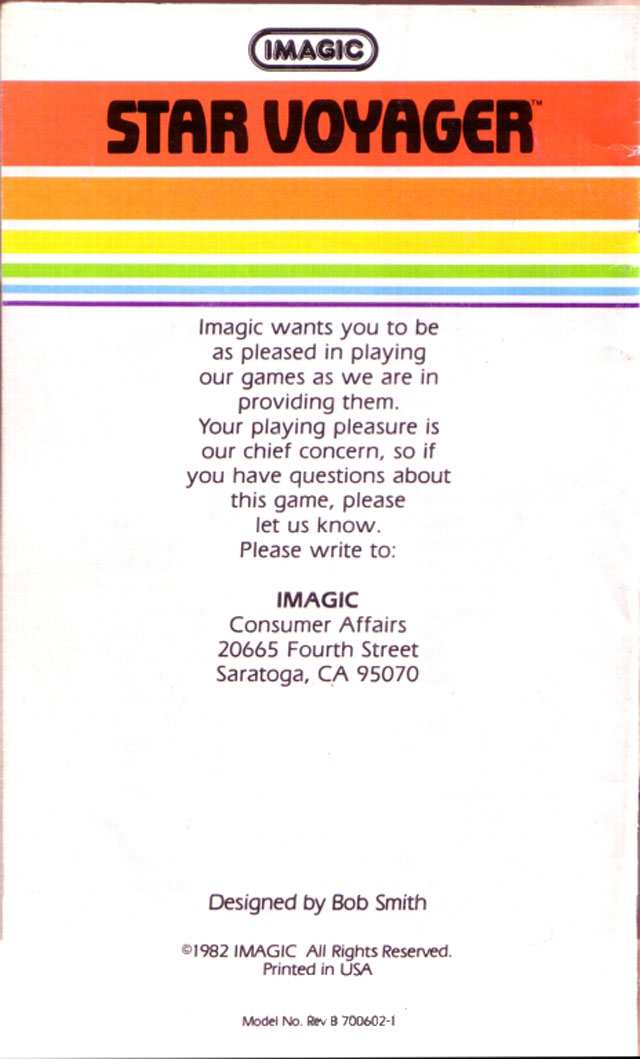 IMAGIC
STAR VOYAGER™
Imagic wants you to be
as pleased in playing
our games as we are in
providing them.
Your playing pleasure is
our chief concern, so if
you have questions about
this game, please
let us know.
Please write to:
IMAGIC
Consumer Affairs
20665 Fourth Street
Saratoga, CA 95070
Designed by Bob Smith
©1982 IMAGIC All Rights Reserved.
Printed in USA
Model No. Rev B 700602-1